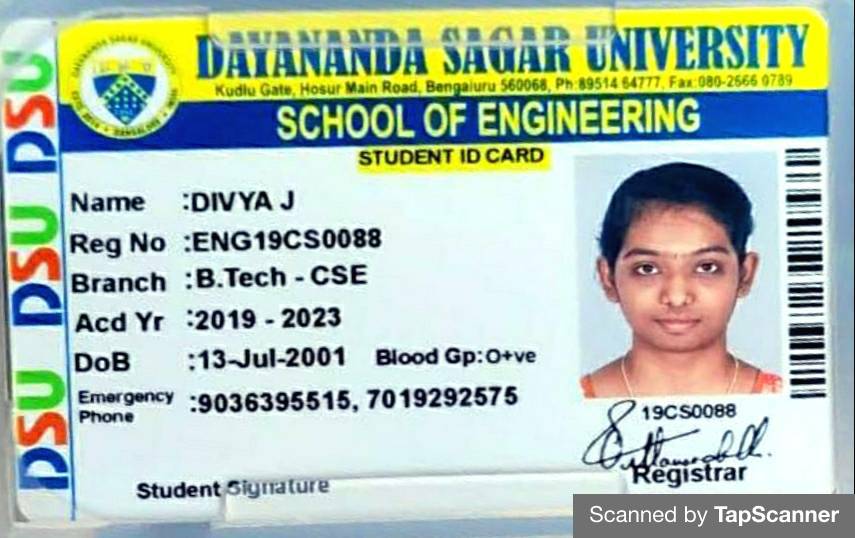 DSU DSU DSU
DAYANANDA SAGAR UNIVERSITY
Kudlu Gate, Hosur Main Road, Bengaluru 560068, Ph:89514 64777, Fax:080-2666 0789
SCHOOL OF ENGINEERING
STUDENT ID CARD
Name :DIVYA J
Reg No :ENG19CS0088
Branch :B.Tech - CSE
Acd Yr :2019 - 2023
DoB :13-Jul-2001 Blood Gp:O+ve
Emergency Phone :9036395515, 7019292575
19CS0088
Registrar
Student Signature
Scanned by TapScanner